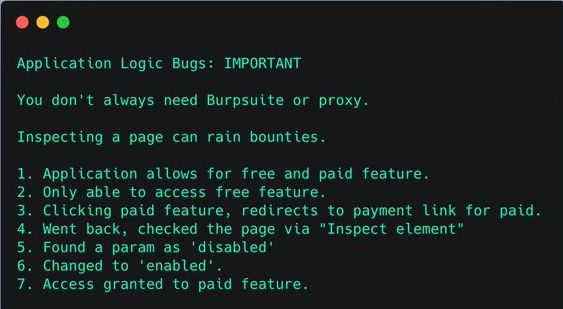 Application Logic Bugs: IMPORTANT
You don't always need Burpsuite or proxy.
Inspecting a page can rain bounties.
1. Application allows for free and paid feature.
2. Only able to access free feature.
3. Clicking paid feature, redirects to payment link for paid.
4. Went back, checked the page via "Inspect element"
5. Found a param as 'disabled'
6. Changed to 'enabled'.
7. Access granted to paid feature.